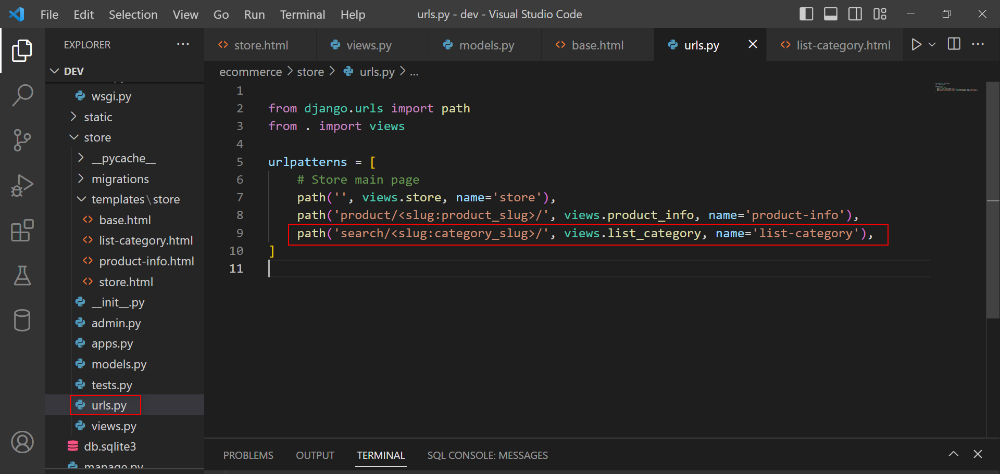 File Edit Selection View Go Run Terminal Help urls.py - dev - Visual Studio Code
EXPLORER
store.html views.py models.py base.html urls.py list-category.html
DEV
ecommerce store urls.py ...
wsgi.py
static
store
__pycache__
migrations
templates\store
base.html
list-category.html
product-info.html
store.html
__init__.py
admin.py
apps.py
models.py
tests.py
urls.py
views.py
db.sqlite3
manage.py
1
2 from django.urls import path
3 from . import views
4
5 urlpatterns = [
6 # Store main page
7 path('', views.store, name='store'),
8 path('product/<slug:product_slug>/', views.product_info, name='product-info'),
9 path('search/<slug:category_slug>/', views.list_category, name='list-category'),
10 ]
11
PROBLEMS OUTPUT TERMINAL SQL CONSOLE: MESSAGES